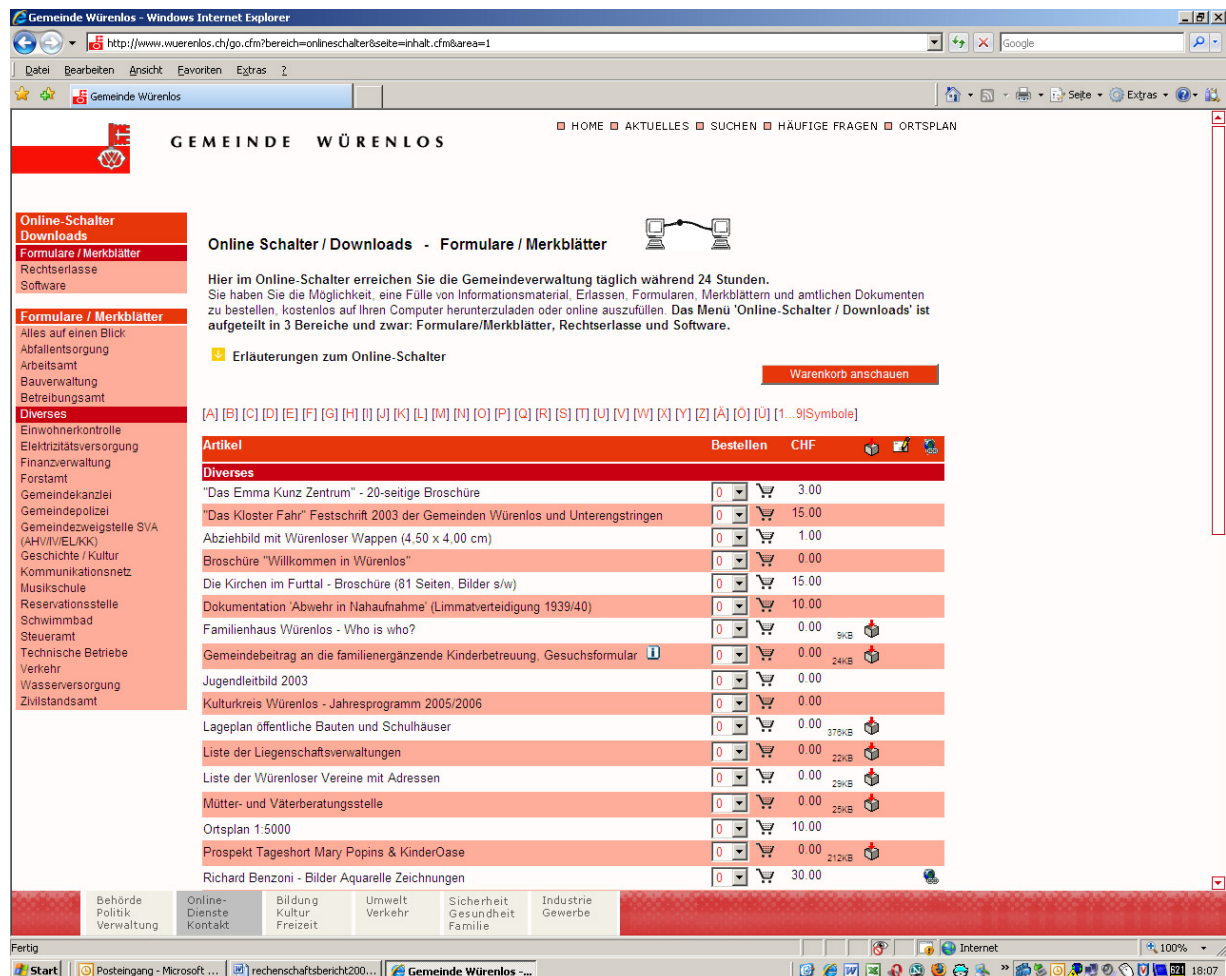 Gemeinde Würenlos - Windows Internet Explorer
http://www.wuerenlos.ch/go.cfm?bereich=onlineschalter&seite=inhalt.cfm&area=1
Google
Datei Bearbeiten Ansicht Favoriten Extras ?
Gemeinde Würenlos
Seite Extras
HOME AKTUELLES SUCHEN HÄUFIGE FRAGEN ORTSPLAN
GEMEINDE WÜRENLOS
Online-Schalter
Downloads
Formulare / Merkblätter
Rechtserlasse
Software
Formulare / Merkblätter
Alles auf einen Blick
Abfallentsorgung
Arbeitsamt
Bauverwaltung
Betreibungsamt
Diverses
Einwohnerkontrolle
Elektrizitätsversorgung
Finanzverwaltung
Forstamt
Gemeindekanzlei
Gemeindepolizei
Gemeindezweigstelle SVA
(AHV/IV/EL/KK)
Geschichte / Kultur
Kommunikationsnetz
Musikschule
Reservationsstelle
Schwimmbad
Steueramt
Technische Betriebe
Verkehr
Wasserversorgung
Zivilstandsamt
Online Schalter / Downloads - Formulare / Merkblätter
Hier im Online-Schalter erreichen Sie die Gemeindeverwaltung täglich während 24 Stunden.
Sie haben Sie die Möglichkeit, eine Fülle von Informationsmaterial, Erlassen, Formularen, Merkblättern und amtlichen Dokumenten
zu bestellen, kostenlos auf Ihren Computer herunterzuladen oder online auszufüllen. Das Menü 'Online-Schalter / Downloads' ist
aufgeteilt in 3 Bereiche und zwar: Formulare/Merkblätter, Rechtserlasse und Software.
Erläuterungen zum Online-Schalter
Warenkorb anschauen
[A] [B] [C] [D] [E] [F] [G] [H] [I] [J] [K] [L] [M] [N] [O] [P] [Q] [R] [S] [T] [U] [V] [W] [X] [Y] [Z] [Ä] [Ö] [Ü] [1...9|Symbole]
Artikel Bestellen CHF
Diverses
"Das Emma Kunz Zentrum" - 20-seitige Broschüre 0 3.00
"Das Kloster Fahr" Festschrift 2003 der Gemeinden Würenlos und Unterengstringen 0 15.00
Abziehbild mit Würenloser Wappen (4,50 x 4,00 cm) 0 1.00
Broschüre "Willkommen in Würenlos" 0 0.00
Die Kirchen im Furttal - Broschüre (81 Seiten, Bilder s/w) 0 15.00
Dokumentation 'Abwehr in Nahaufnahme' (Limmatverteidigung 1939/40) 0 10.00
Familienhaus Würenlos - Who is who? 0 0.00 9KB
Gemeindebeitrag an die familienergänzende Kinderbetreuung, Gesuchsformular 0 0.00 24KB
Jugendleitbild 2003 0 0.00
Kulturkreis Würenlos - Jahresprogramm 2005/2006 0 0.00
Lageplan öffentliche Bauten und Schulhäuser 0 0.00 376KB
Liste der Liegenschaftsverwaltungen 0 0.00 22KB
Liste der Würenloser Vereine mit Adressen 0 0.00 29KB
Mütter- und Väterberatungsstelle 0 0.00 25KB
Ortsplan 1:5000 0 10.00
Prospekt Tageshort Mary Popins & KinderOase 0 0.00 212KB
Richard Benzoni - Bilder Aquarelle Zeichnungen 0 30.00
Behörde
Politik
Verwaltung
Online-
Dienste
Kontakt
Bildung
Kultur
Freizeit
Umwelt
Verkehr
Sicherheit
Gesundheit
Familie
Industrie
Gewerbe
Fertig Internet 100%
Start Posteingang - Microsoft ... rechenschaftsbericht200... Gemeinde Würenlos -... 18:07